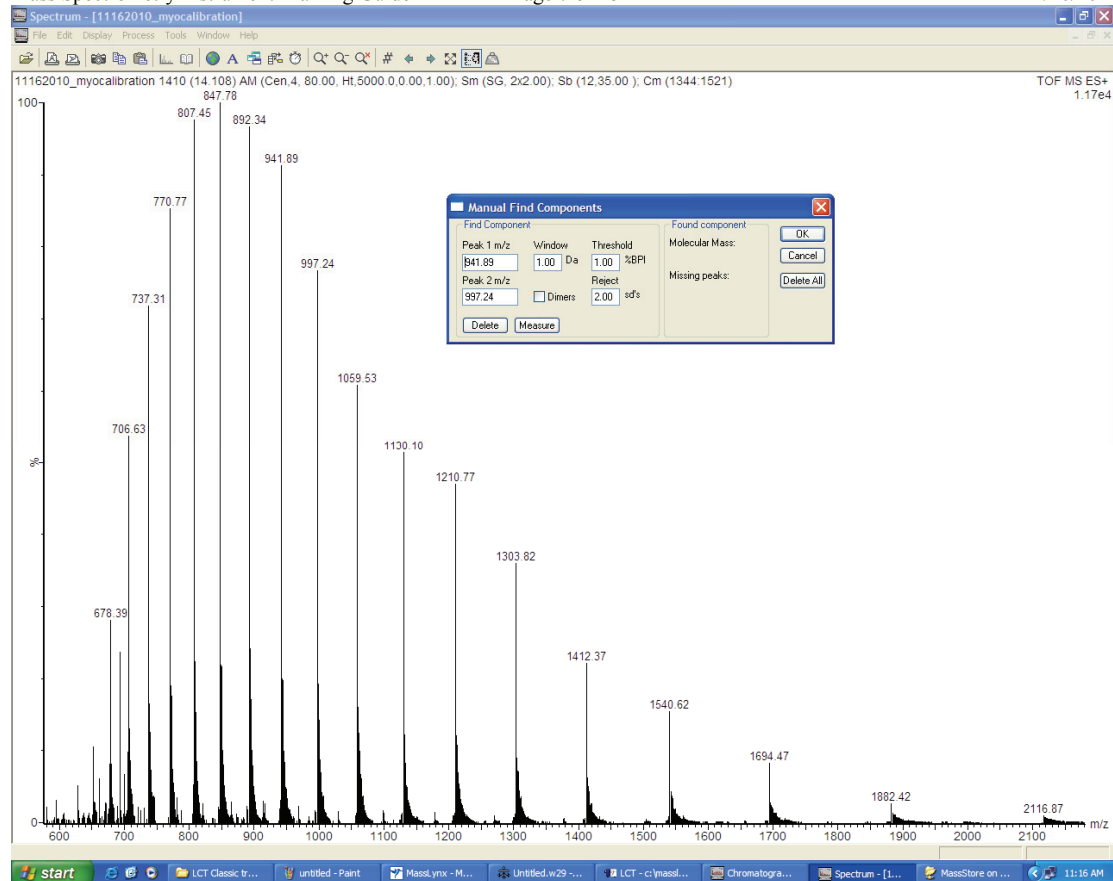 Spectrum - [11162010_myocalibration]
File Edit Display Process Tools Window Help
11162010_myocalibration 1410 (14.108) AM (Cen,4, 80.00, Ht,5000.0,0.00,1.00); Sm (SG, 2x2.00); Sb (12,35.00 ); Cm (1344:1521)
TOF MS ES+
1.17e4
100
%
0
847.78
807.45
892.34
941.89
770.77
997.24
737.31
1059.53
706.63
1130.10
1210.77
1303.82
678.39
1412.37
1540.62
1694.47
1882.42
2116.87
Manual Find Components
Find Component
Found component
Peak 1 m/z Window Threshold
941.89 1.00 Da 1.00 %BPI
Peak 2 m/z Reject
997.24 Dimers 2.00 sd's
Delete Measure
Molecular Mass:
Missing peaks:
OK
Cancel
Delete All
600 700 800 900 1000 1100 1200 1300 1400 1500 1600 1700 1800 1900 2000 2100 m/z
start LCT Classic tr... untitled - Paint MassLynx - M... Untitled.w29 -... LCT - c:\massl... Chromatogra... Spectrum - [1... MassStore on ... 11:16 AM